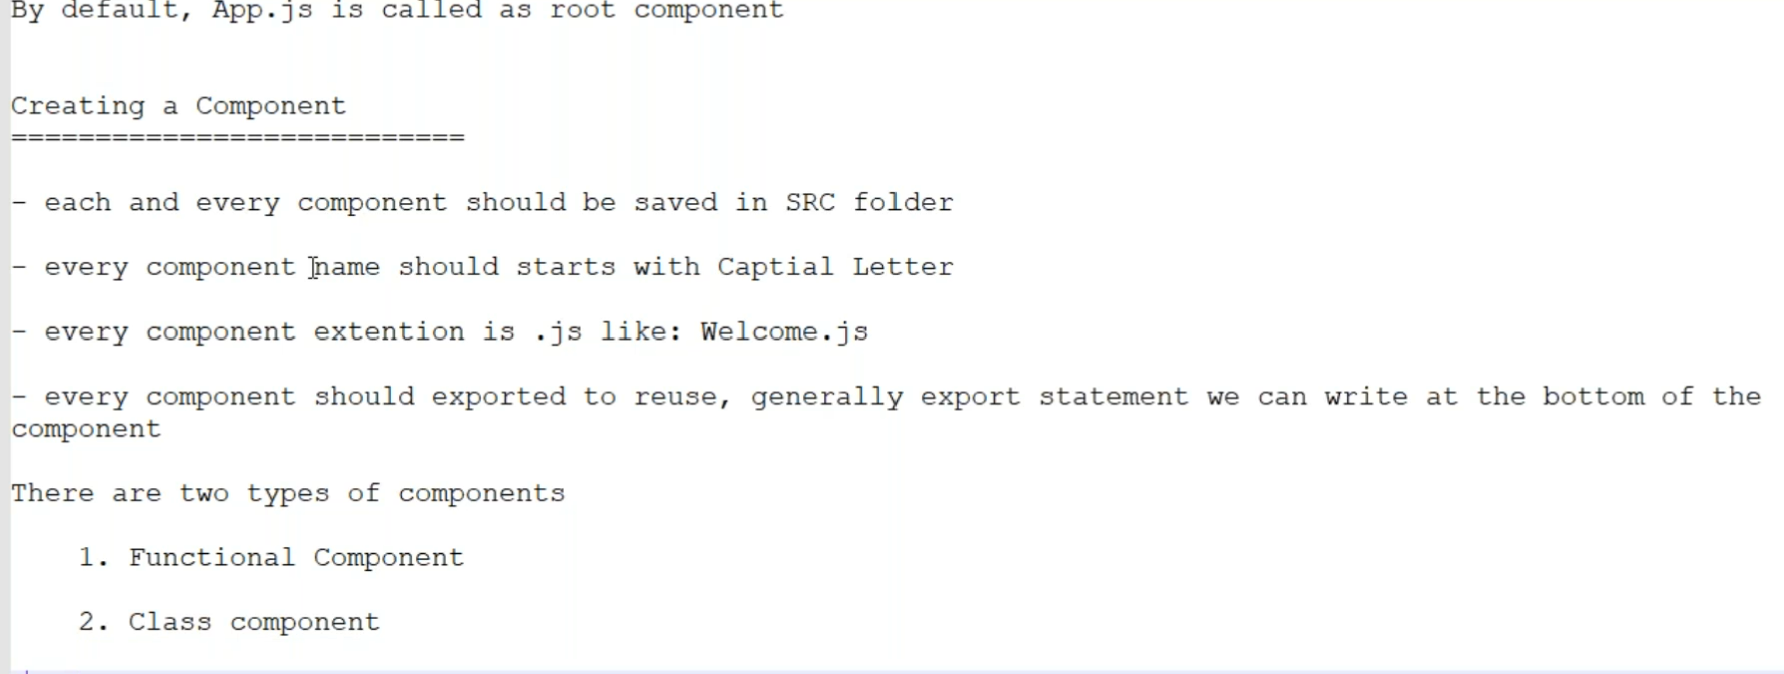 By default, App.js is called as root component
Creating a Component
===========================
- each and every component should be saved in SRC folder
- every component name should starts with Captial Letter
- every component extention is .js like: Welcome.js
- every component should exported to reuse, generally export statement we can write at the bottom of the
component
There are two types of components
1. Functional Component
2. Class component